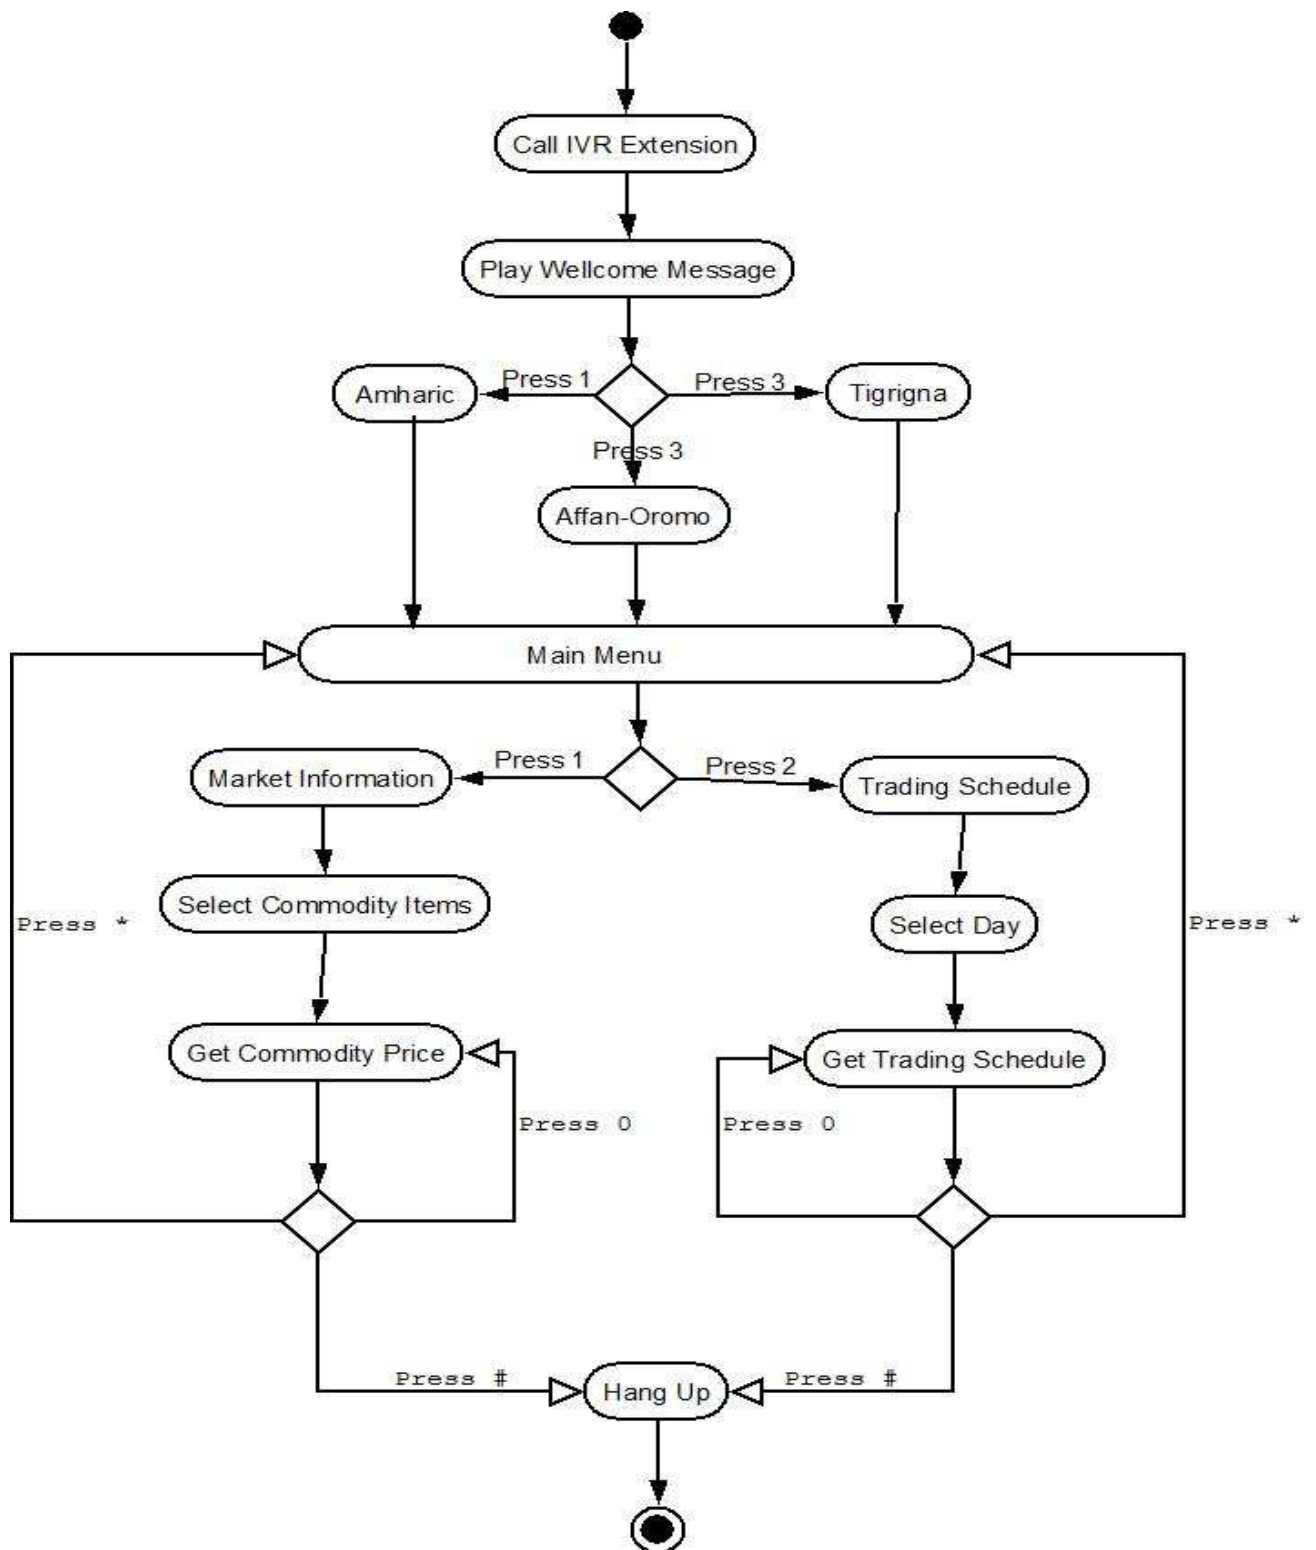 Call IVR Extension
Play Wellcome Message
Press 1
Press 3
Amharic
Tigrigna
Press 3
Affan-Oromo
Main Menu
Press 1
Press 2
Market Information
Trading Schedule
Select Commodity Items
Press *
Select Day
Press *
Get Commodity Price
Get Trading Schedule
Press 0
Press 0
Press #
Press #
Hang Up